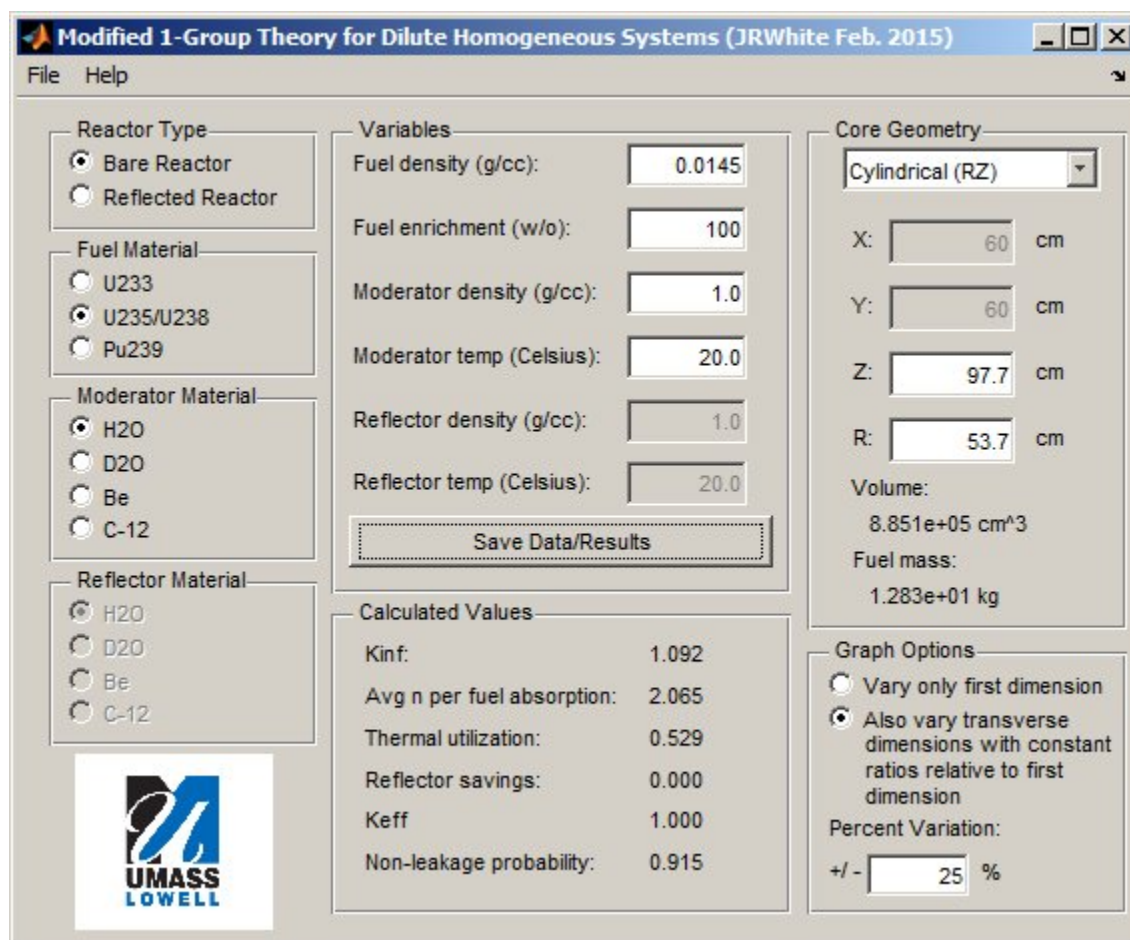 Modified 1-Group Theory for Dilute Homogeneous Systems (JRWhite Feb. 2015)
File Help
Reactor Type
Bare Reactor
Reflected Reactor
Fuel Material
U233
U235/U238
Pu239
Moderator Material
H2O
D2O
Be
C-12
Reflector Material
H2O
D2O
Be
C-12
UMASS
LOWELL
Variables
Fuel density (g/cc): 0.0145
Fuel enrichment (w/o): 100
Moderator density (g/cc): 1.0
Moderator temp (Celsius): 20.0
Reflector density (g/cc): 1.0
Reflector temp (Celsius): 20.0
Save Data/Results
Calculated Values
Kinf: 1.092
Avg n per fuel absorption: 2.065
Thermal utilization: 0.529
Reflector savings: 0.000
Keff 1.000
Non-leakage probability: 0.915
Core Geometry
Cylindrical (RZ)
X: 60 cm
Y: 60 cm
Z: 97.7 cm
R: 53.7 cm
Volume:
8.851e+05 cm^3
Fuel mass:
1.283e+01 kg
Graph Options
Vary only first dimension
Also vary transverse
dimensions with constant
ratios relative to first
dimension
Percent Variation:
+/ - 25 %